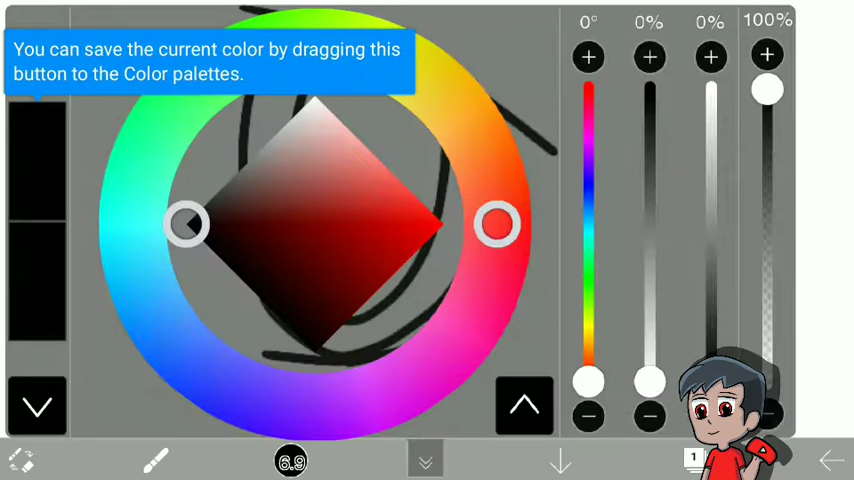 0° 0% 0% 100%
You can save the current color by dragging this
button to the Color palettes.
6.9
1